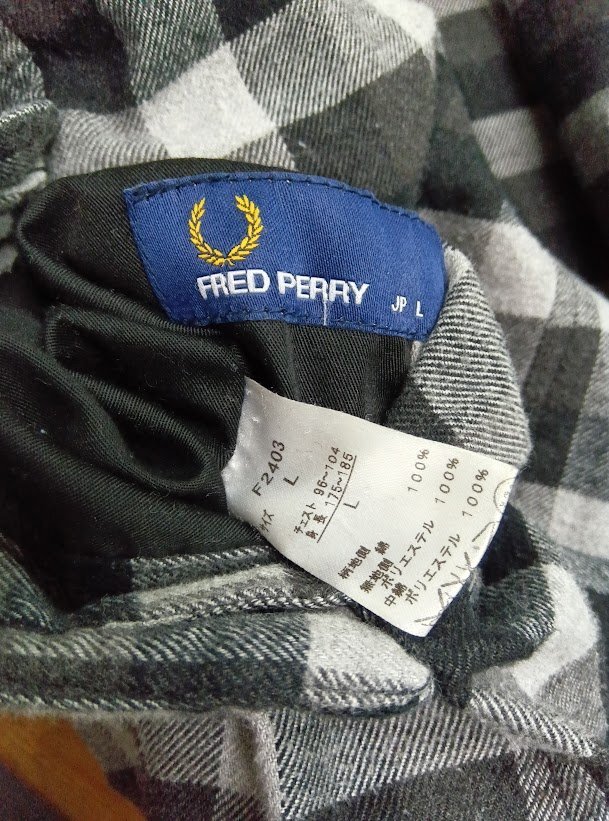 FRED PERRY
JP L
F2403
サイズ L
チェスト 96~104
身長 175~185
L
柄地側 綿 100%
無地側 ポリエステル 100%
中綿 ポリエステル 100%